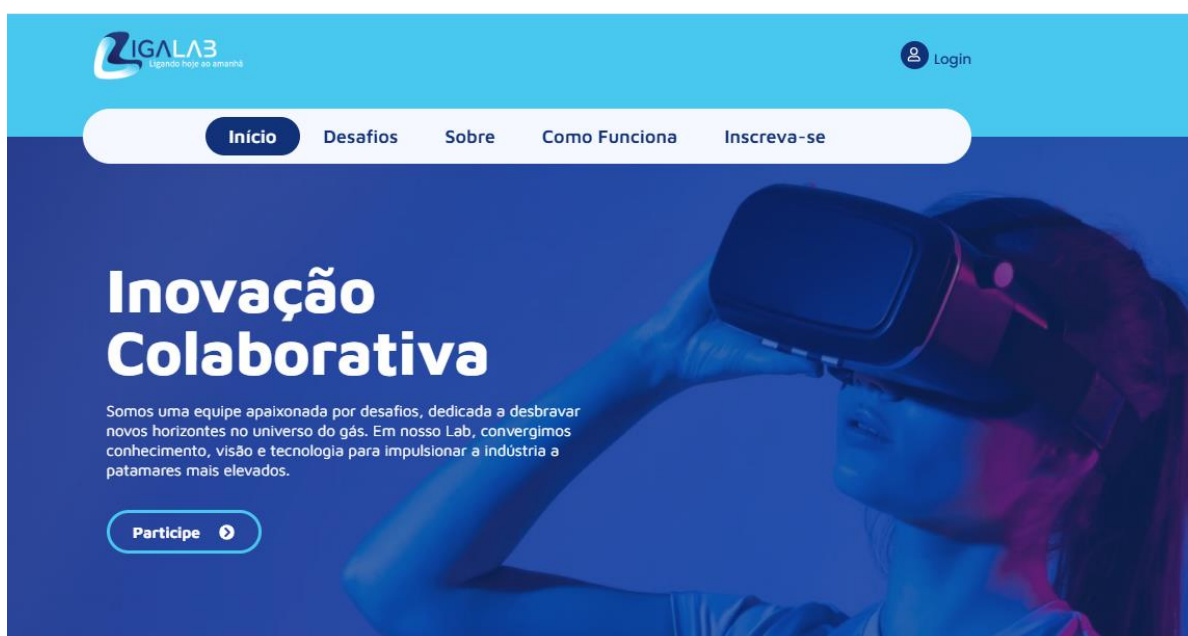 LIGALAB
Ligando hoje ao amanhã
Login
Início Desafios Sobre Como Funciona Inscreva-se
Inovação
Colaborativa
Somos uma equipe apaixonada por desafios, dedicada a desbravar
novos horizontes no universo do gás. Em nosso Lab, convergimos
conhecimento, visão e tecnologia para impulsionar a indústria a
patamares mais elevados.
Participe